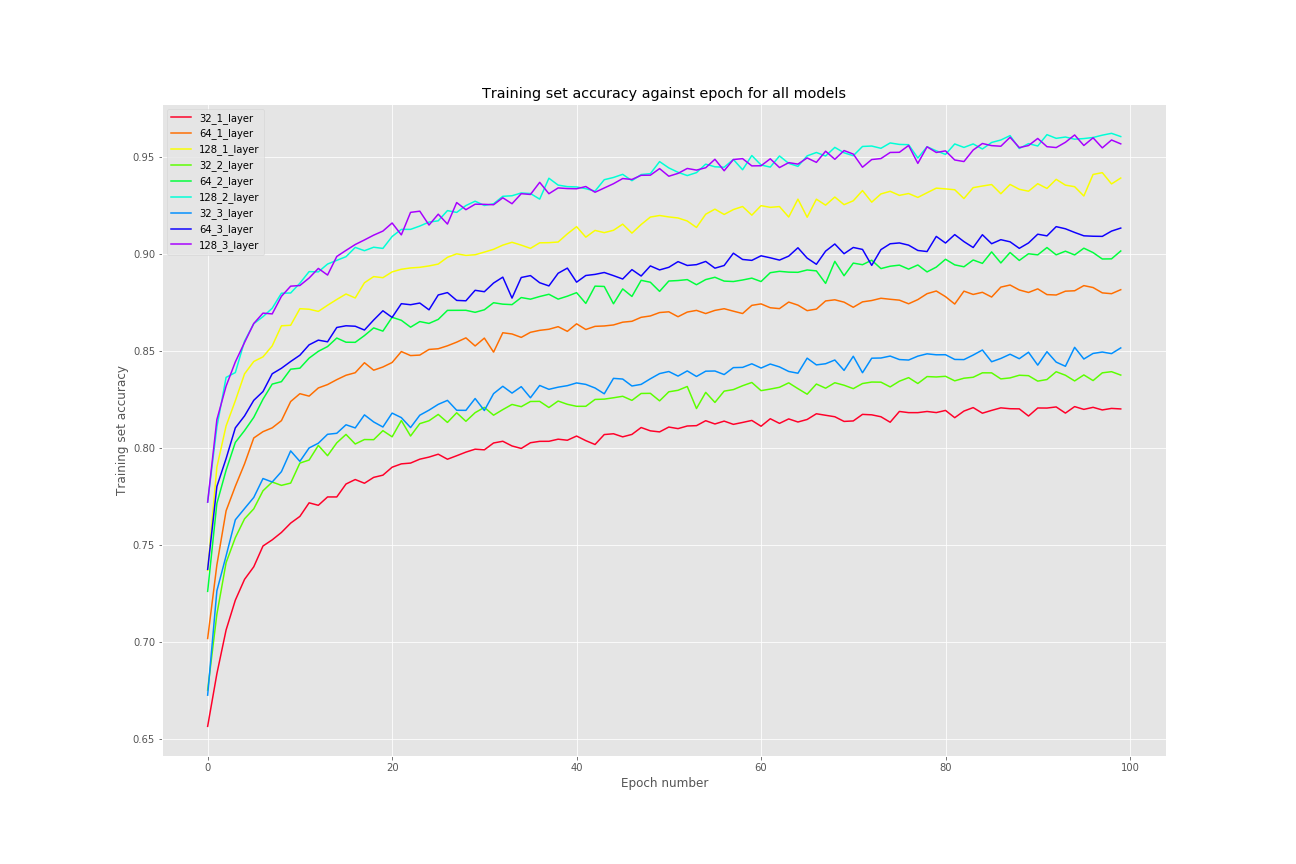 Training set accuracy against epoch for all models
32_1_layer
64_1_layer
128_1_layer
32_2_layer
64_2_layer
128_2_layer
32_3_layer
64_3_layer
128_3_layer
0.95
0.90
0.85
0.80
0.75
0.70
0.65
Training set accuracy
0 20 40 60 80 100
Epoch number